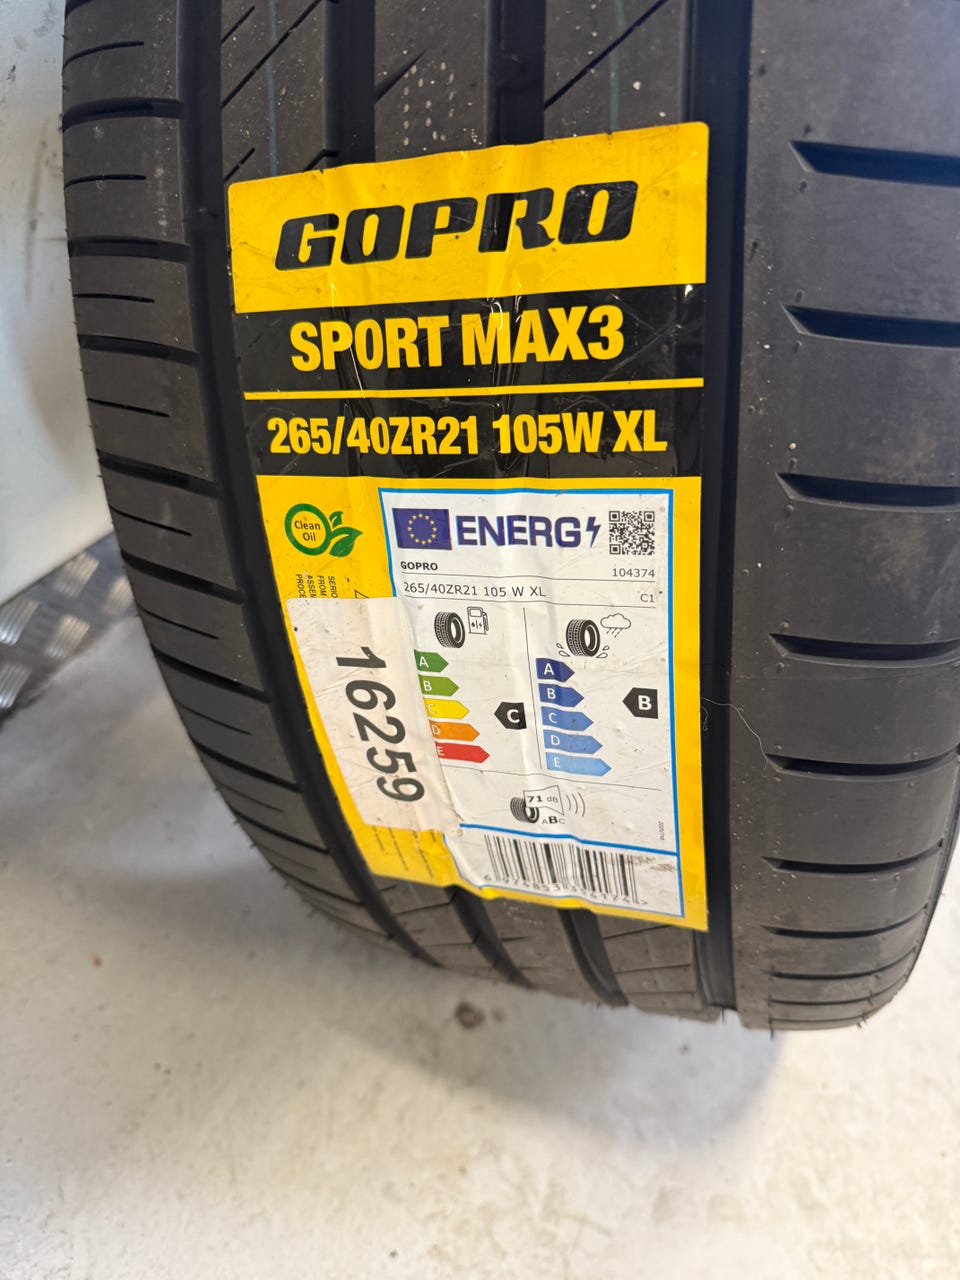 GOPRO
SPORT MAX3
265/40ZR21 105W XL
Clean
Oil
ENERG
GOPRO
104374
265/40ZR21 105 W XL
C1
A
B
C
D
E
C
A
B
C
D
E
B
71 dB
ABC
16259